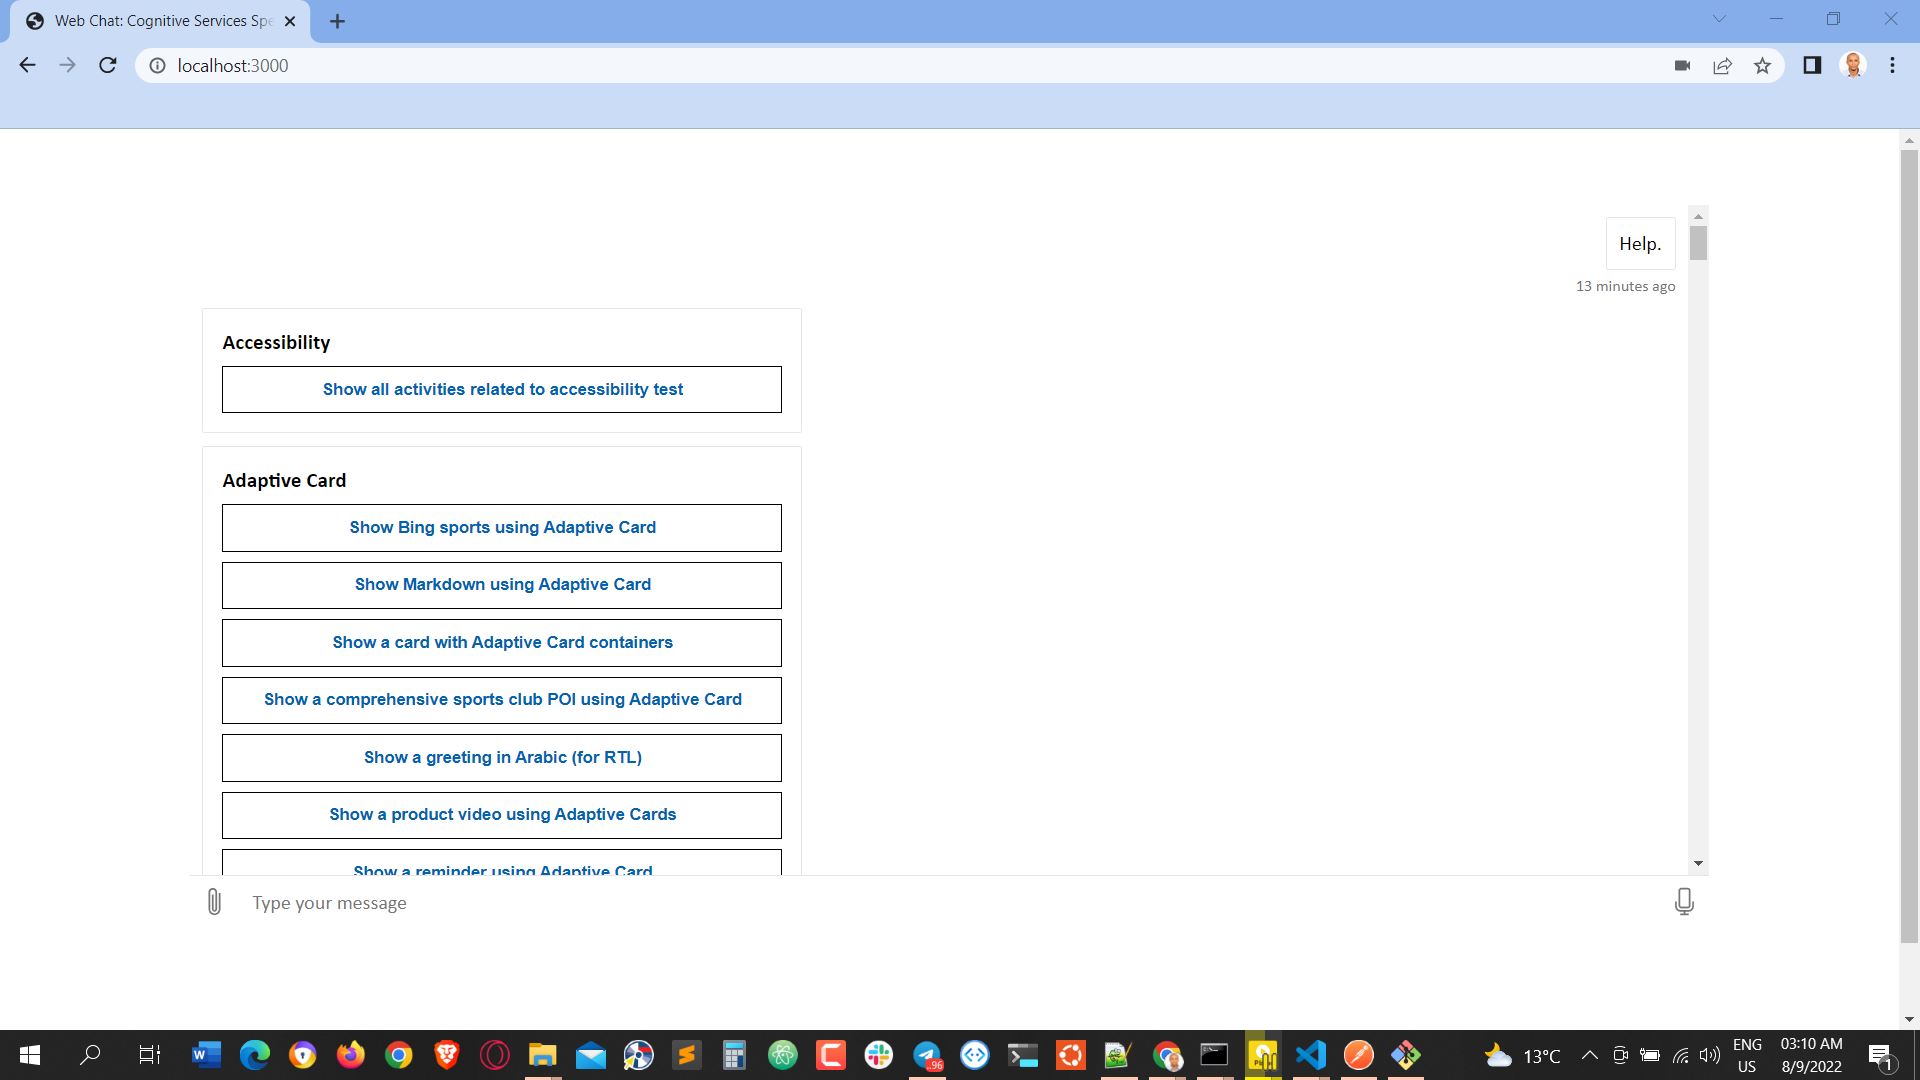 Web Chat: Cognitive Services Spe
localhost:3000
Help.
13 minutes ago
Accessibility
Show all activities related to accessibility test
Adaptive Card
Show Bing sports using Adaptive Card
Show Markdown using Adaptive Card
Show a card with Adaptive Card containers
Show a comprehensive sports club POI using Adaptive Card
Show a greeting in Arabic (for RTL)
Show a product video using Adaptive Cards
Show a reminder using Adaptive Card
Type your message
96
13°C
ENG
US
03:10 AM
8/9/2022
1